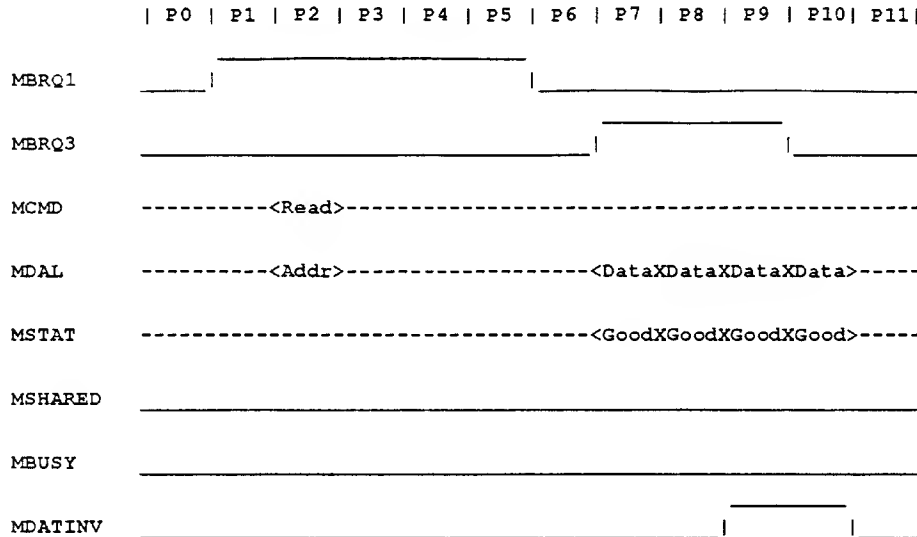 | P0 | P1 | P2 | P3 | P4 | P5 | P6 | P7 | P8 | P9 | P10| P11|
MBRQ1
MBRQ3
MCMD ------------<Read>------------------------------------------------------
MDAL ------------<Addr>------------------------<DataXDataXDataXData>------
MSTAT ------------------------------------------<GoodXGoodXGoodXGood>------
MSHARED
MBUSY
MDATINV